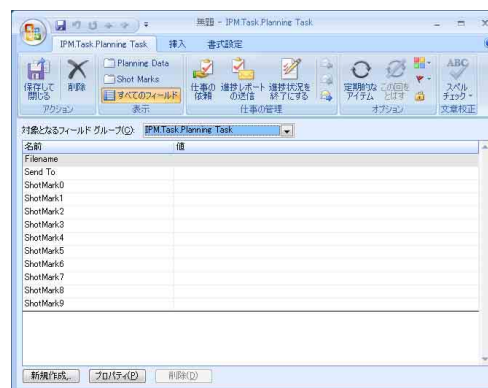 無題 - IPM.Task.Planning Task
IPM.Task.Planning Task 挿入 書式設定
保存して閉じる
削除
アクション
Planning Data
Shot Marks
すべてのフィールド
表示
仕事の依頼
進捗レポートの送信
進捗状況を終了にする
仕事の管理
定期的なアイテム
この回をとばす
オプション
ABC
スペルチェック
文章校正
対象となるフィールド グループ(O): IPM.Task.Planning Task
名前 値
Filename
Send To
ShotMark0
ShotMark1
ShotMark2
ShotMark3
ShotMark4
ShotMark5
ShotMark6
ShotMark7
ShotMark8
ShotMark9
新規作成... プロパティ(P) 削除(D)